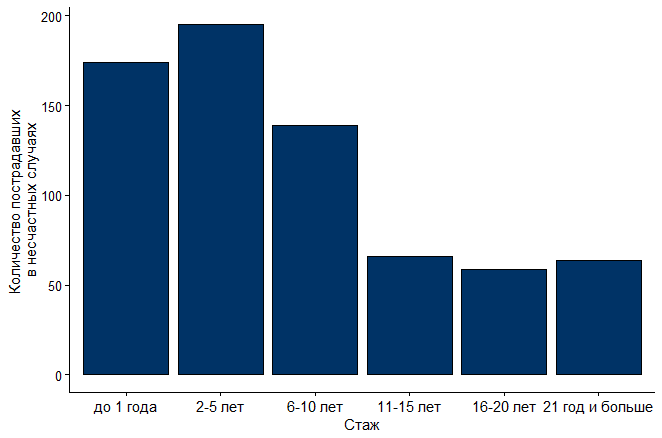 200
150
100
50
0
Количество пострадавших
в несчастных случаях
до 1 года
2-5 лет
6-10 лет
11-15 лет
16-20 лет
21 год и больше
Стаж